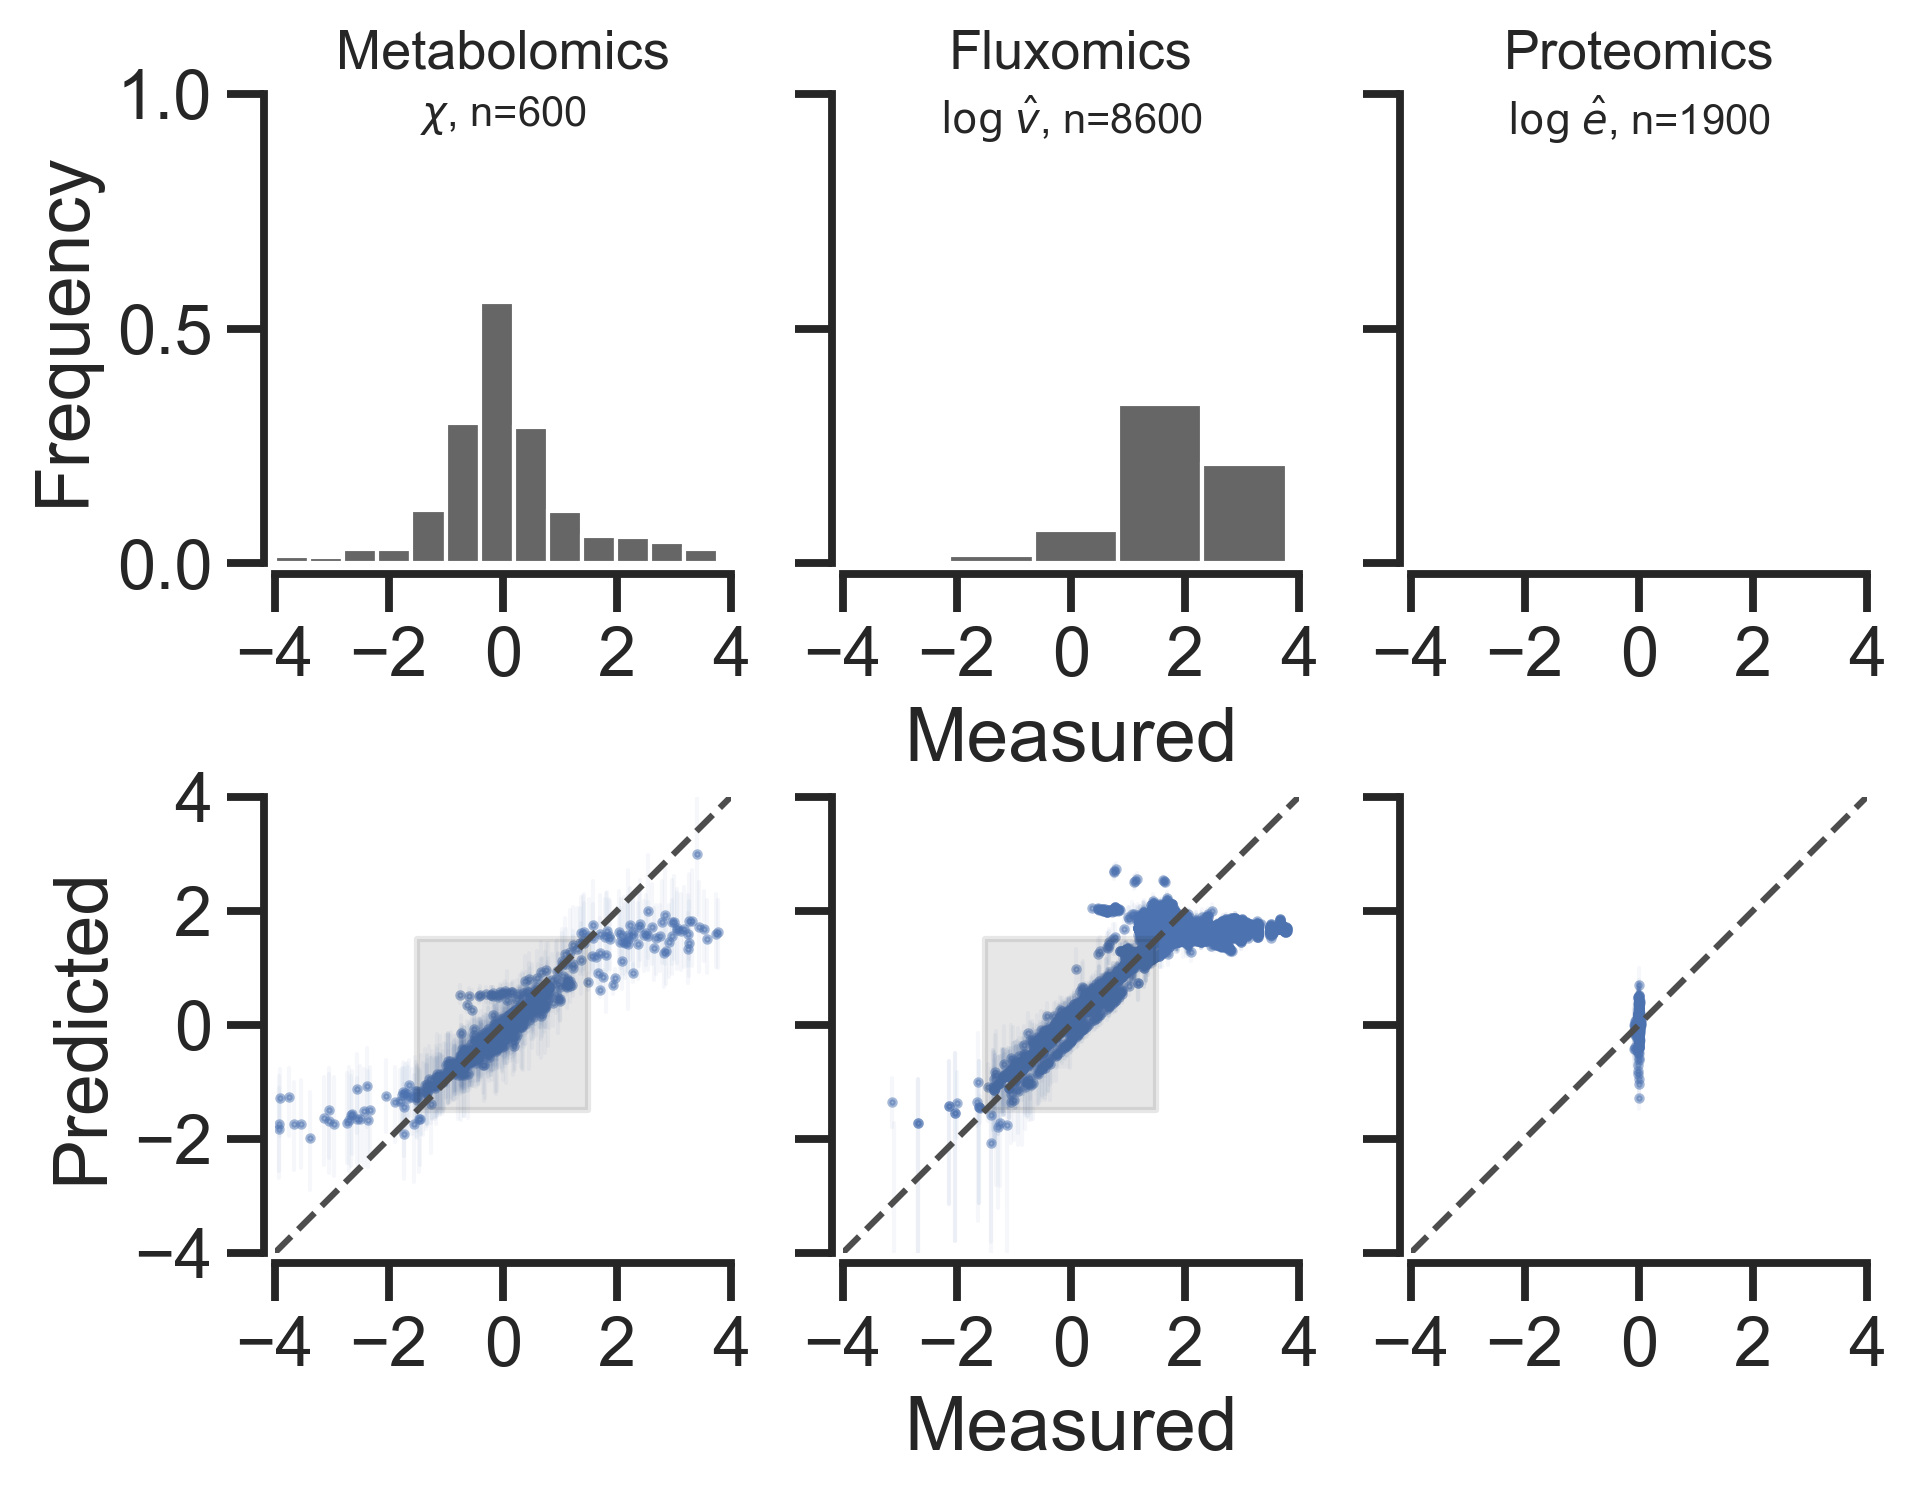 Metabolomics Fluxomics Proteomics
χ, n=600 log v̂, n=8600 log ê, n=1900
Frequency
1.0
0.5
0.0
−4 −2 0 2 4 −4 −2 0 2 4 −4 −2 0 2 4
Measured
Predicted
4
2
0
−2
−4
−4 −2 0 2 4 −4 −2 0 2 4 −4 −2 0 2 4
Measured